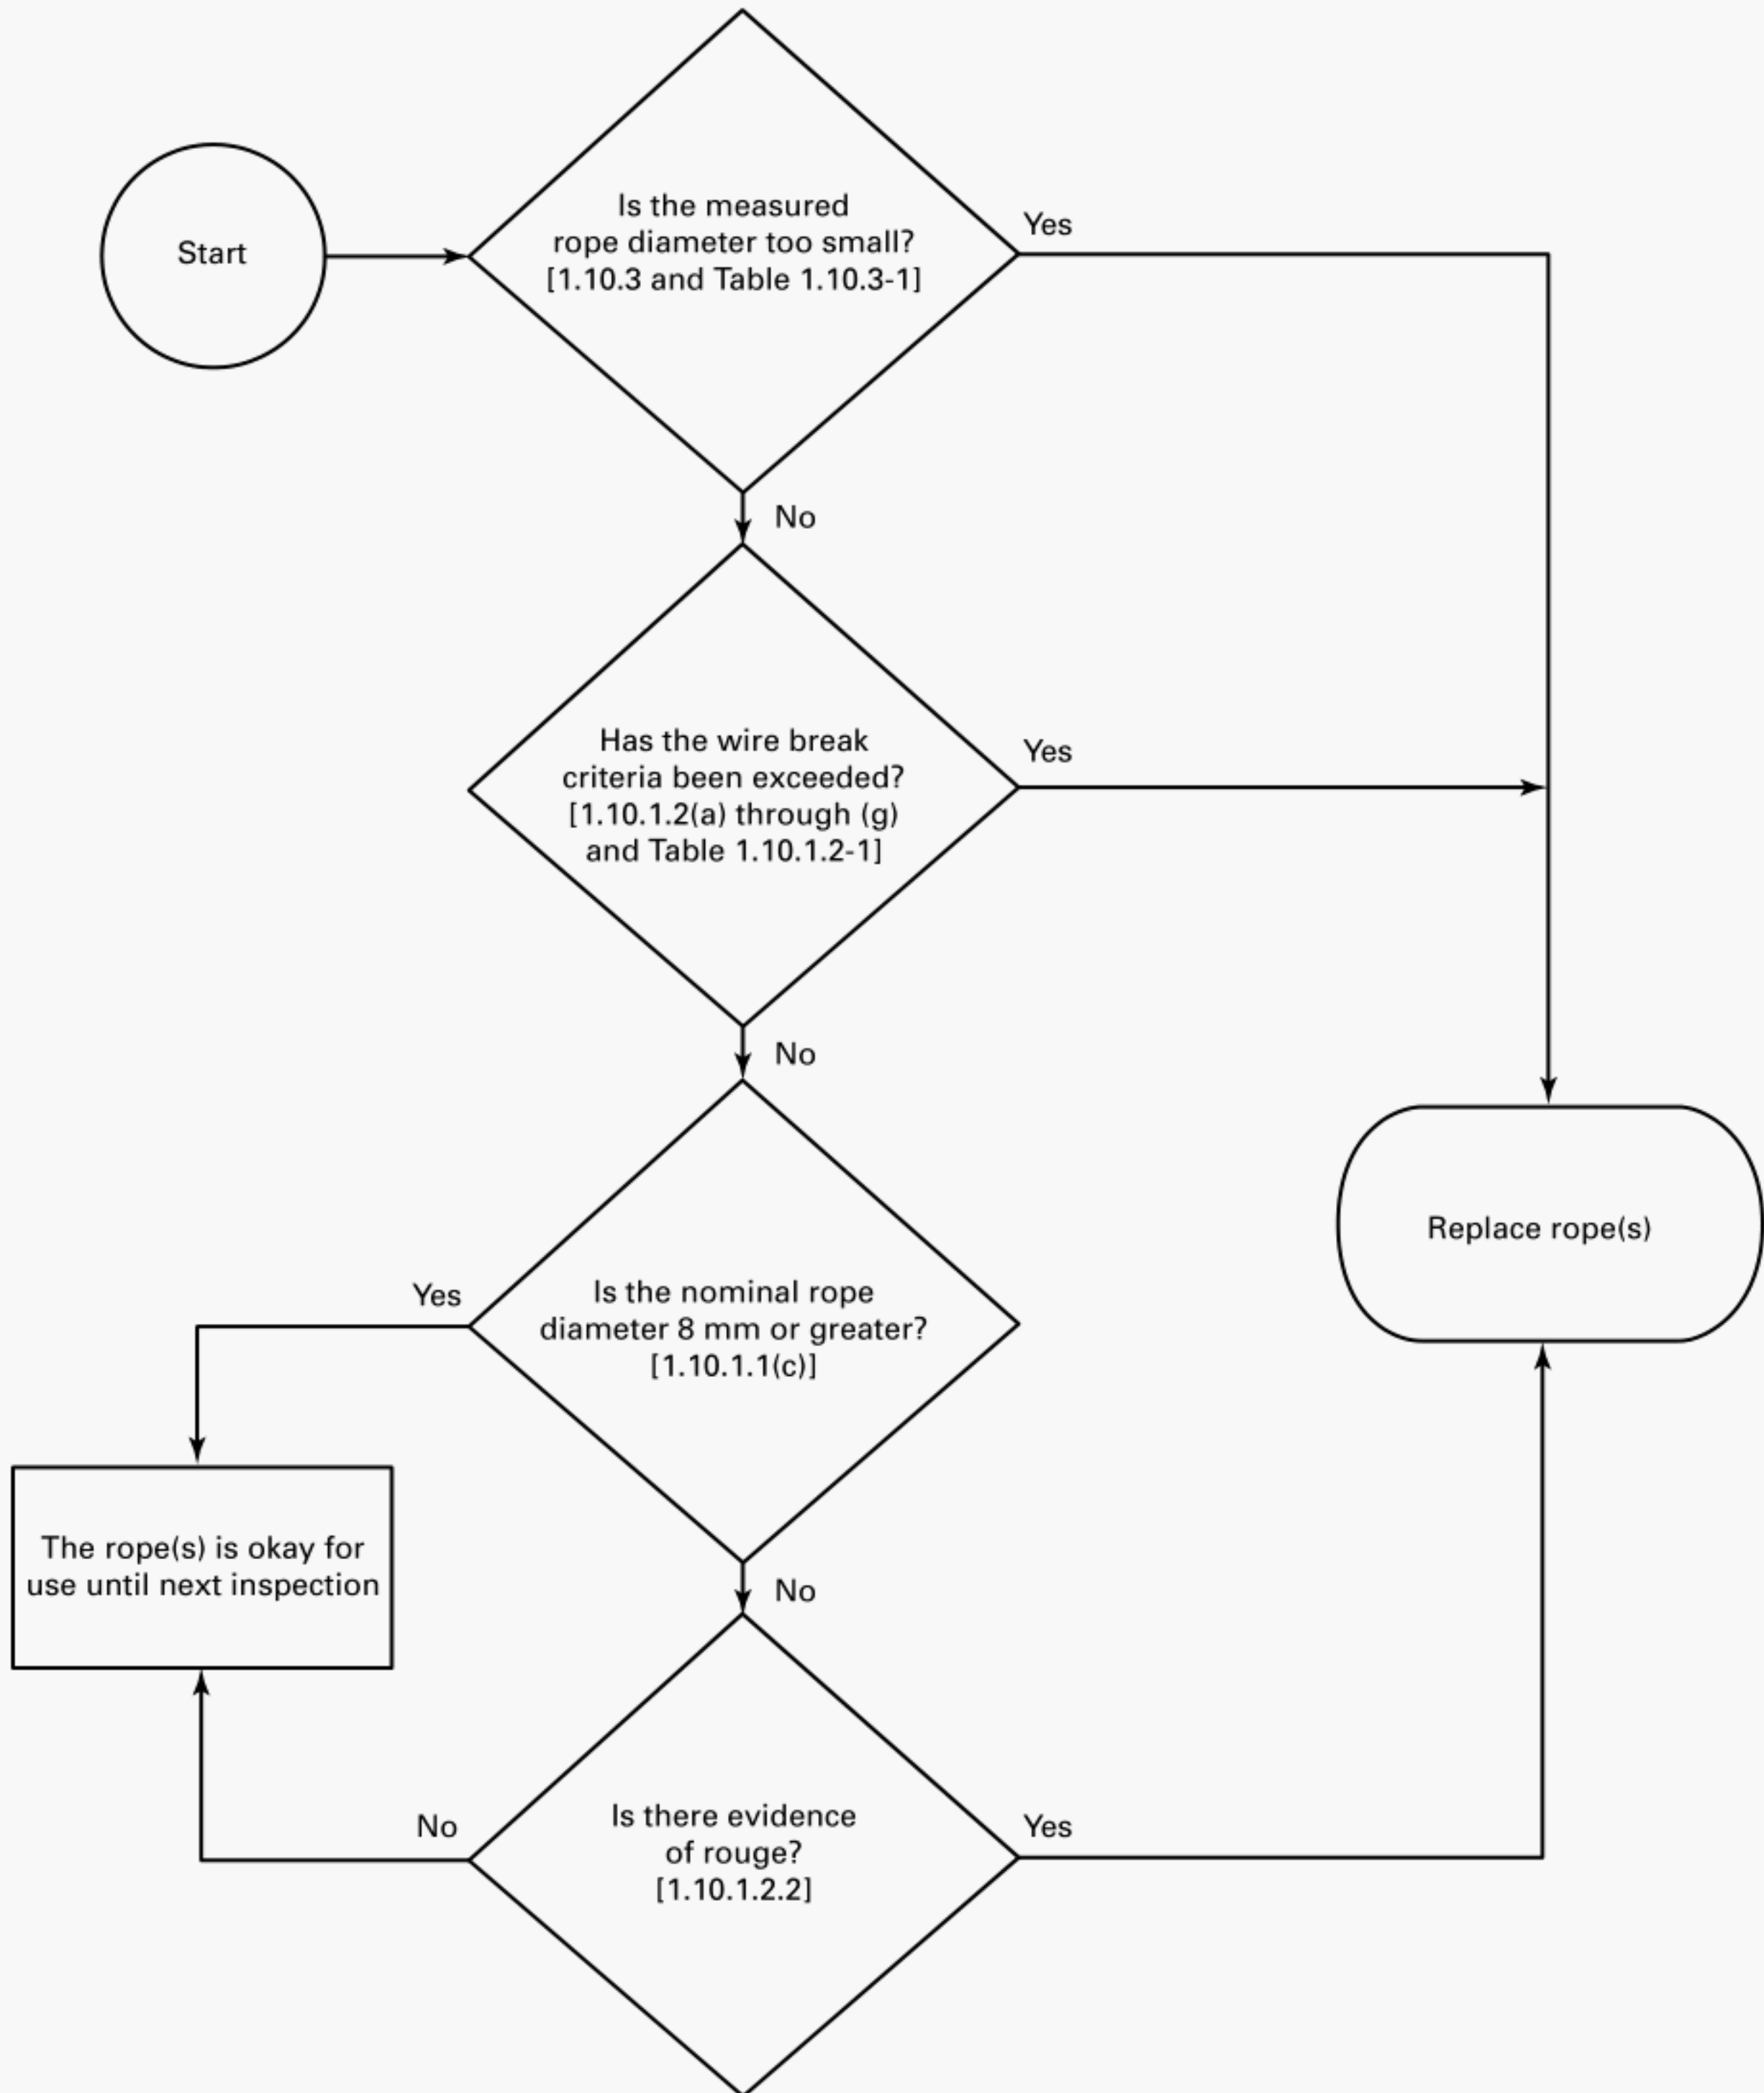 Start
Is the measured
rope diameter too small?
[1.10.3 and Table 1.10.3-1]
Yes
No
Has the wire break
criteria been exceeded?
[1.10.1.2(a) through (g)
and Table 1.10.1.2-1]
Yes
No
Is the nominal rope
diameter 8 mm or greater?
[1.10.1.1(c)]
Yes
No
Replace rope(s)
The rope(s) is okay for
use until next inspection
Is there evidence
of rouge?
[1.10.1.2.2]
No
Yes